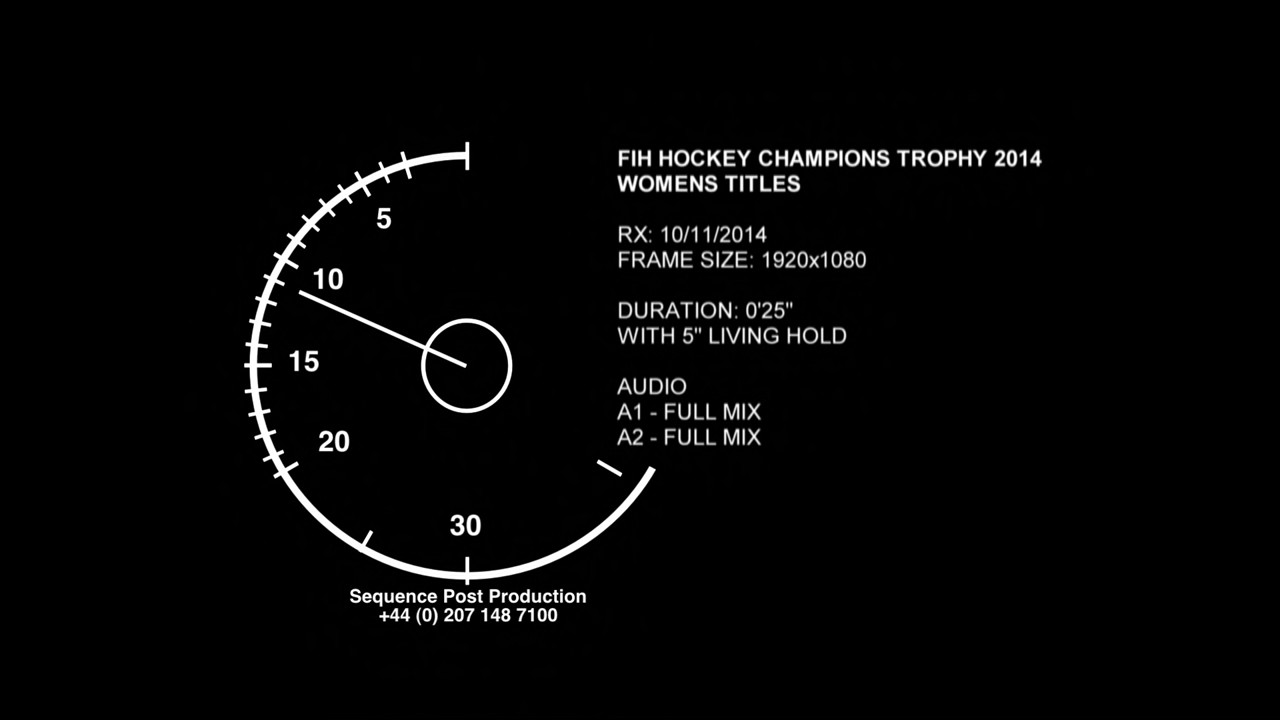 FIH HOCKEY CHAMPIONS TROPHY 2014
WOMENS TITLES
RX: 10/11/2014
FRAME SIZE: 1920x1080
DURATION: 0'25"
WITH 5" LIVING HOLD
AUDIO
A1 - FULL MIX
A2 - FULL MIX
5
10
15
20
30
Sequence Post Production
+44 (0) 207 148 7100